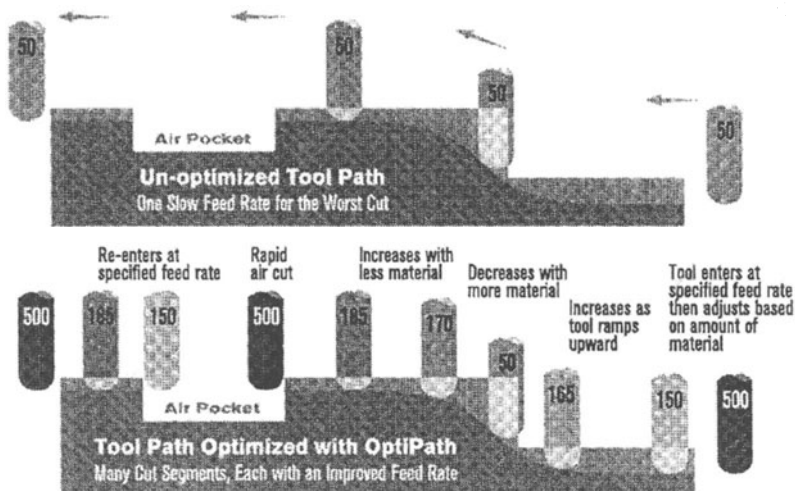 50
50
50
50
Air Pocket
Un-optimized Tool Path
One Slow Feed Rate for the Worst Cut
Re-enters at
specified feed rate
Rapid
air cut
Increases with
less material
Decreases with
more material
Increases as
tool ramps
upward
Tool enters at
specified feed rate
then adjusts based
on amount of
material
500
185
150
500
185
170
50
165
150
500
Air Pocket
Tool Path Optimized with OptiPath
Many Cut Segments, Each with an Improved Feed Rate